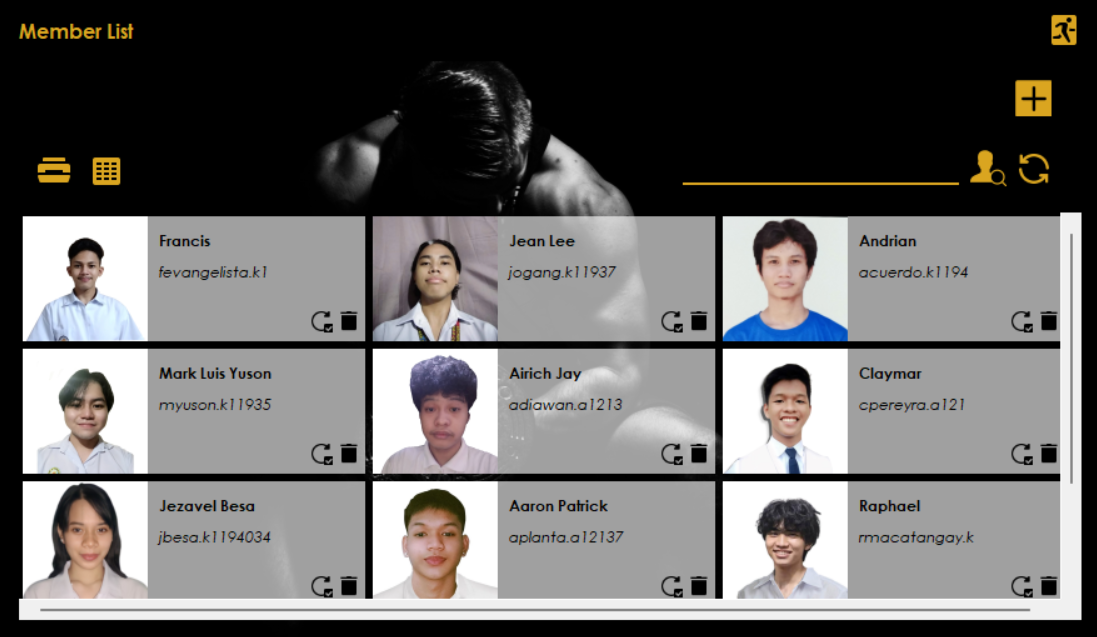 Member List
Francis
fevangelista.k1
Jean Lee
jogang.k11937
Andrian
acuerdo.k1194
Mark Luis Yuson
myuson.k11935
Airich Jay
adiawan.a1213
Claymar
cpereyra.a121
Jezavel Besa
jbesa.k1194034
Aaron Patrick
aplanta.a12137
Raphael
rmacatangay.k